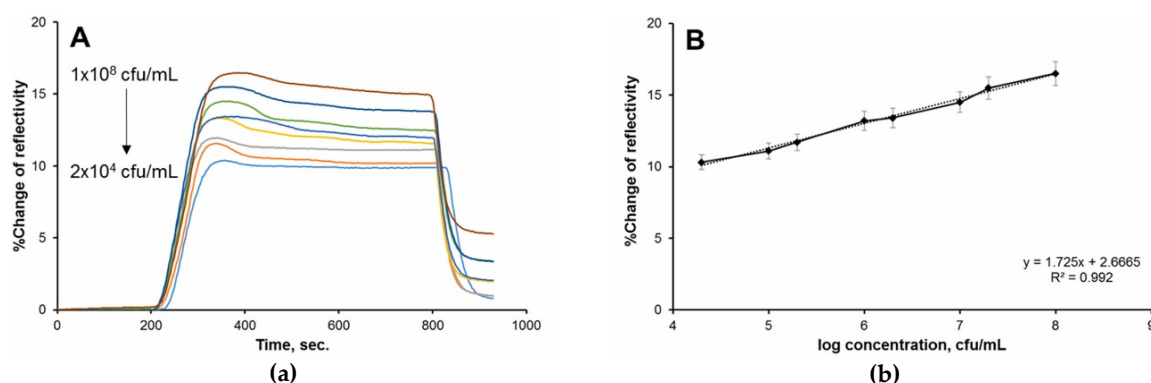 A
1x10⁸ cfu/mL
2x10⁴ cfu/mL
%Change of reflectivity
20
15
10
5
0
0 200 400 600 800 1000
Time, sec.
(a)
B
%Change of reflectivity
20
15
10
5
0
y = 1.725x + 2.6665
R² = 0.992
4 5 6 7 8 9
log concentration, cfu/mL
(b)